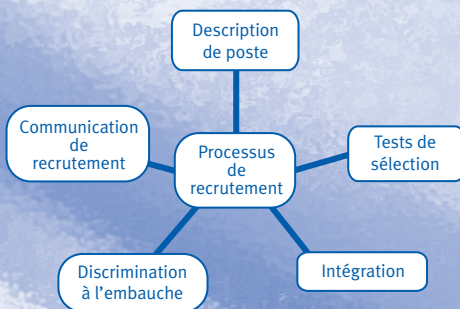 Description
de poste
Communication
de
recrutement
Processus
de
recrutement
Tests de
sélection
Discrimination
à l'embauche
Intégration